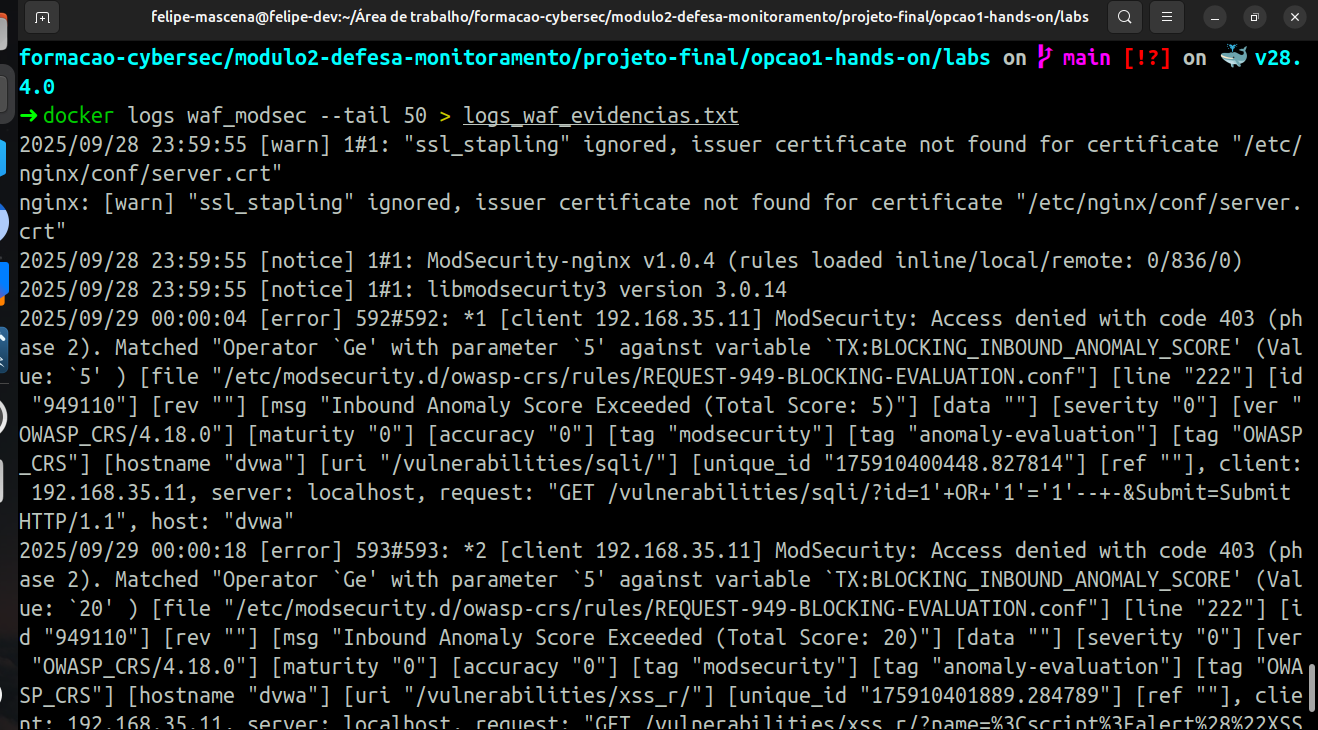 felipe-mascena@felipe-dev:~/Área de trabalho/formacao-cybersec/modulo2-defesa-monitoramento/projeto-final/opcao1-hands-on/labs
formacao-cybersec/modulo2-defesa-monitoramento/projeto-final/opcao1-hands-on/labs on main [!?] on 🐳 v28.
4.0
➜ docker logs waf_modsec --tail 50 > logs_waf_evidencias.txt
2025/09/28 23:59:55 [warn] 1#1: "ssl_stapling" ignored, issuer certificate not found for certificate "/etc/
nginx/conf/server.crt"
nginx: [warn] "ssl_stapling" ignored, issuer certificate not found for certificate "/etc/nginx/conf/server.
crt"
2025/09/28 23:59:55 [notice] 1#1: ModSecurity-nginx v1.0.4 (rules loaded inline/local/remote: 0/836/0)
2025/09/28 23:59:55 [notice] 1#1: libmodsecurity3 version 3.0.14
2025/09/29 00:00:04 [error] 592#592: *1 [client 192.168.35.11] ModSecurity: Access denied with code 403 (ph
ase 2). Matched "Operator `Ge' with parameter `5' against variable `TX:BLOCKING_INBOUND_ANOMALY_SCORE' (Val
ue: `5' ) [file "/etc/modsecurity.d/owasp-crs/rules/REQUEST-949-BLOCKING-EVALUATION.conf"] [line "222"] [id
 "949110"] [rev ""] [msg "Inbound Anomaly Score Exceeded (Total Score: 5)"] [data ""] [severity "0"] [ver "
OWASP_CRS/4.18.0"] [maturity "0"] [accuracy "0"] [tag "modsecurity"] [tag "anomaly-evaluation"] [tag "OWASP
_CRS"] [hostname "dvwa"] [uri "/vulnerabilities/sqli/"] [unique_id "175910400448.827814"] [ref ""], client:
 192.168.35.11, server: localhost, request: "GET /vulnerabilities/sqli/?id=1'+OR+'1'='1'--+-&Submit=Submit
HTTP/1.1", host: "dvwa"
2025/09/29 00:00:18 [error] 593#593: *2 [client 192.168.35.11] ModSecurity: Access denied with code 403 (ph
ase 2). Matched "Operator `Ge' with parameter `5' against variable `TX:BLOCKING_INBOUND_ANOMALY_SCORE' (Val
ue: `20' ) [file "/etc/modsecurity.d/owasp-crs/rules/REQUEST-949-BLOCKING-EVALUATION.conf"] [line "222"] [i
d "949110"] [rev ""] [msg "Inbound Anomaly Score Exceeded (Total Score: 20)"] [data ""] [severity "0"] [ver
 "OWASP_CRS/4.18.0"] [maturity "0"] [accuracy "0"] [tag "modsecurity"] [tag "anomaly-evaluation"] [tag "OWA
SP_CRS"] [hostname "dvwa"] [uri "/vulnerabilities/xss_r/"] [unique_id "175910401889.284789"] [ref ""], clie
nt: 192.168.35.11, server: localhost, request: "GET /vulnerabilities/xss_r/?name=%3Cscript%3Ealert%28%22XSS